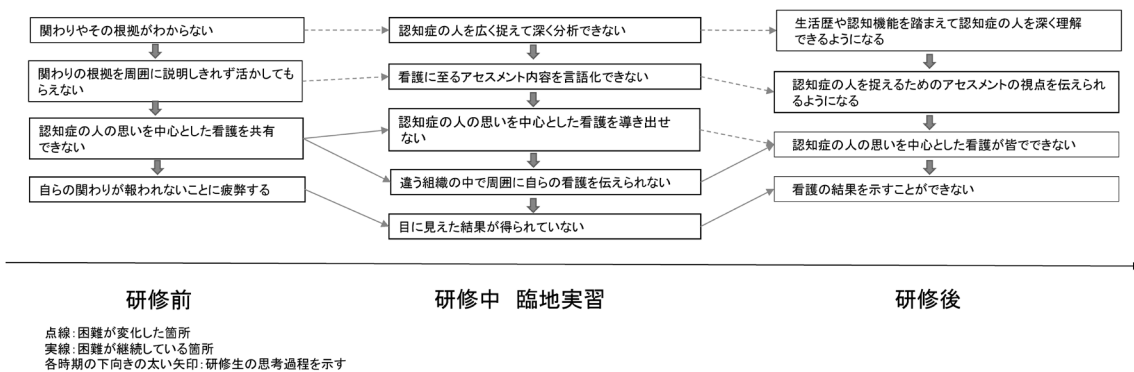 関わりやその根拠がわからない
関わりの根拠を周囲に説明しきれず活かしても
らえない
認知症の人の思いを中心とした看護を共有
できない
自らの関わりが報われないことに疲弊する
認知症の人を広く捉えて深く分析できない
看護に至るアセスメント内容を言語化できない
認知症の人の思いを中心とした看護を導き出せ
ない
違う組織の中で周囲に自らの看護を伝えられない
目に見えた結果が得られていない
生活歴や認知機能を踏まえて認知症の人を深く理解
できるようになる
認知症の人を捉えるためのアセスメントの視点を伝えられ
るようになる
認知症の人の思いを中心とした看護が皆でできない
看護の結果を示すことができない
研修前
研修中 臨地実習
研修後
点線:困難が変化した箇所
実線:困難が継続している箇所
各時期の下向きの太い矢印:研修生の思考過程を示す